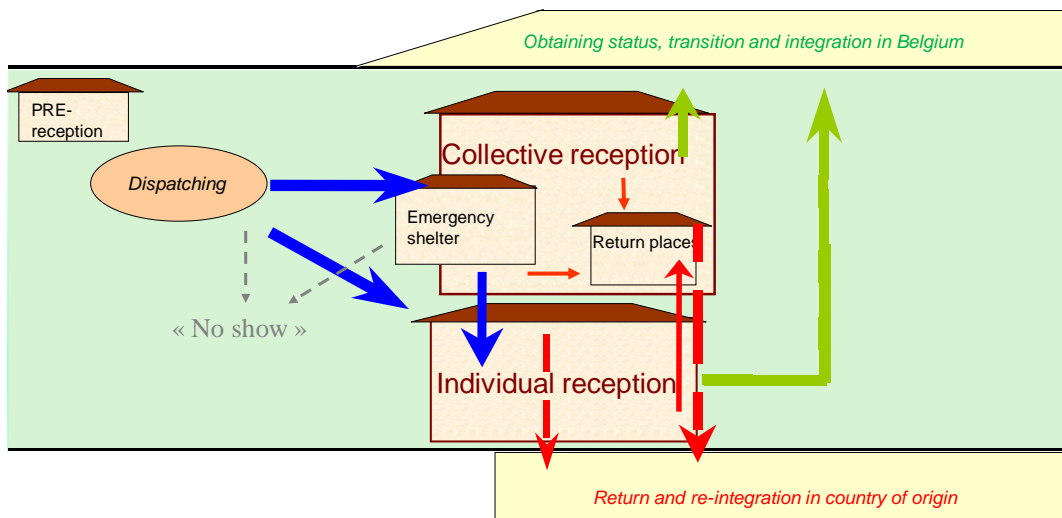 Obtaining status, transition and integration in Belgium
PRE-
reception
Collective reception
Dispatching
Emergency
shelter
Return places
« No show »
Individual reception
Return and re-integration in country of origin